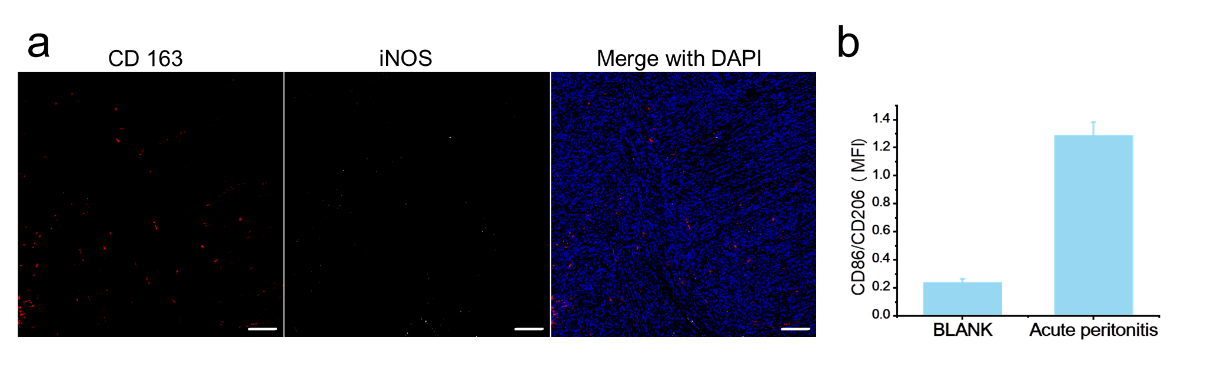 a
CD 163
iNOS
Merge with DAPI
b
CD86/CD206 ( MFI)
1.4
1.2
1.0
0.8
0.6
0.4
0.2
0.0
BLANK
Acute peritonitis